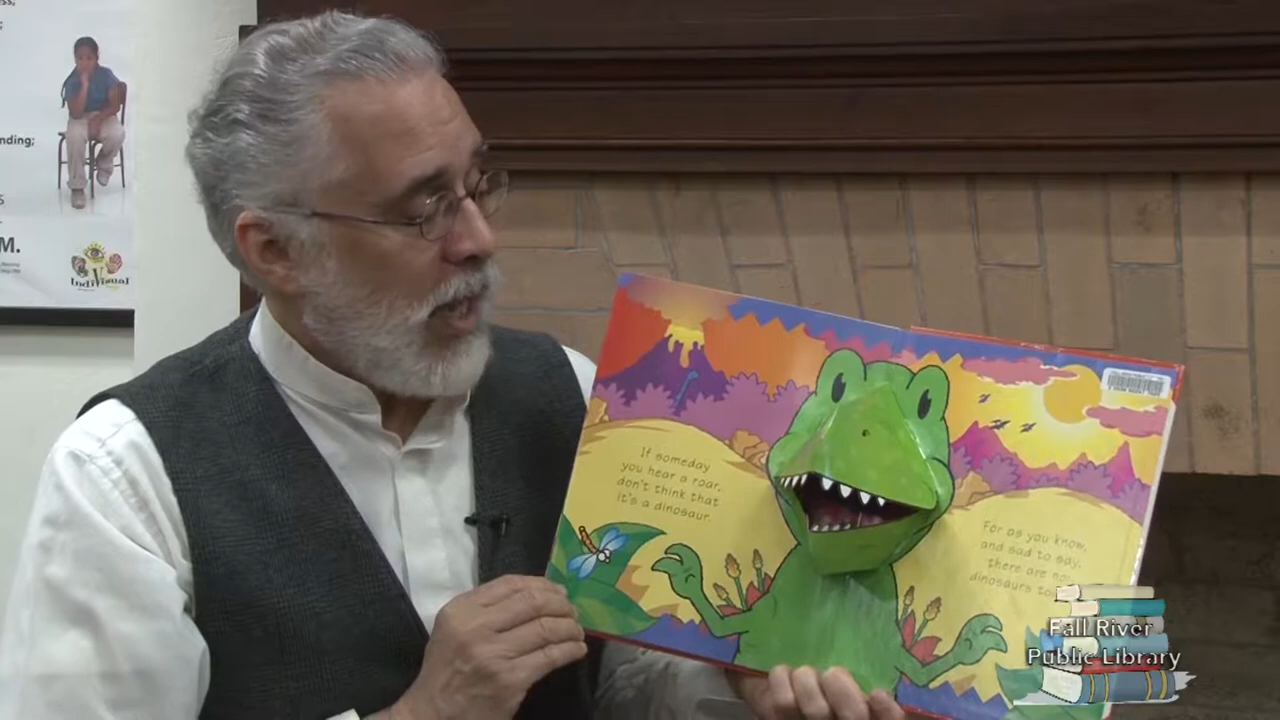 nding;
M.
If someday
you hear a roar,
don't think that
it's a dinosaur.
For as you know,
and sad to say,
there are no
dinosaurs
Fall River
Public Library